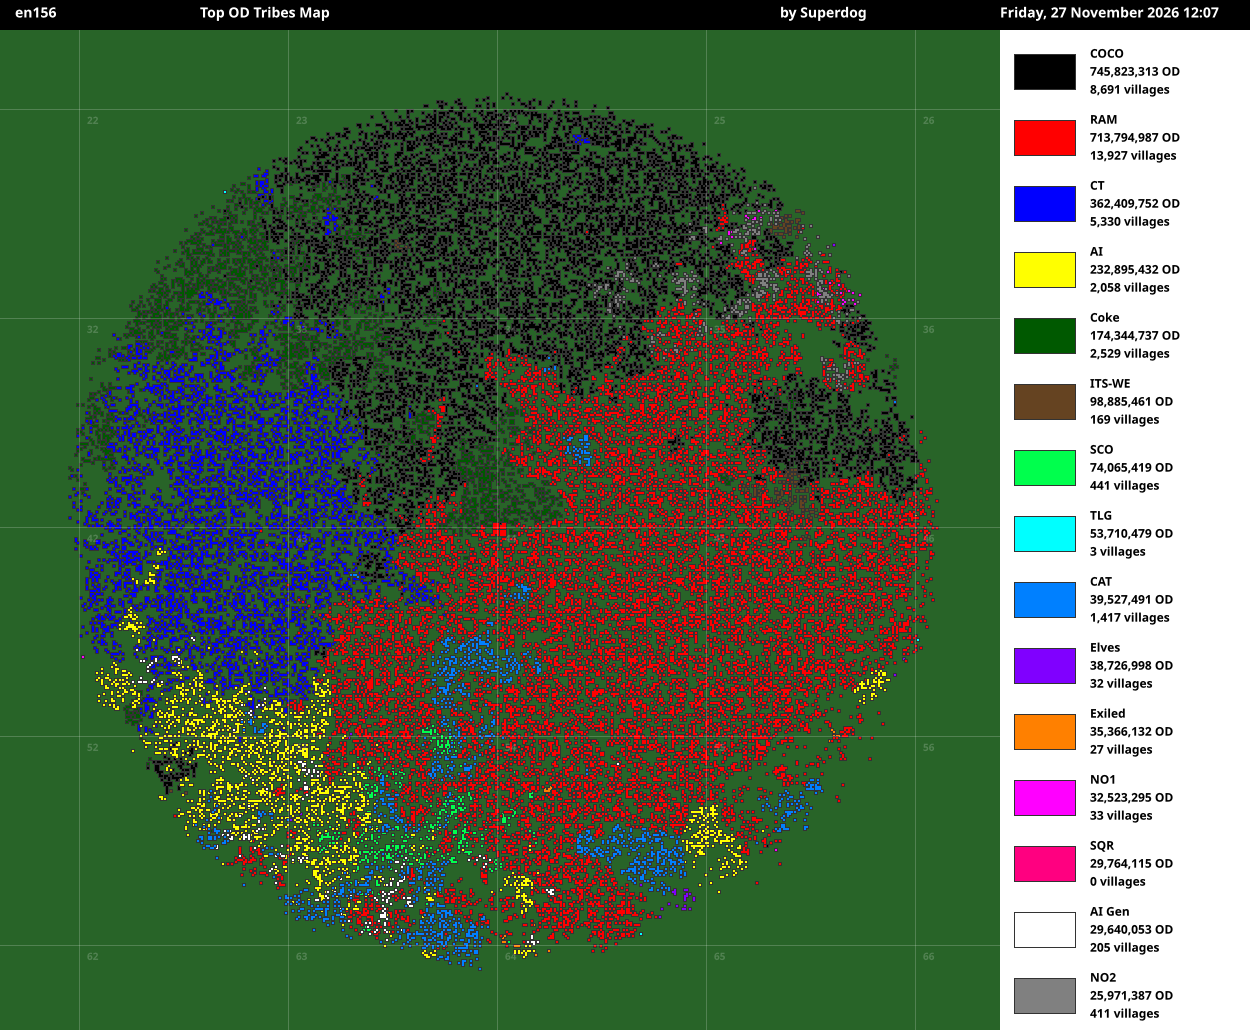 en156 Top OD Tribes Map by Superdog Friday, 27 November 2026 12:07
COCO
745,823,313 OD
8,691 villages
RAM
713,794,987 OD
13,927 villages
CT
362,409,752 OD
5,330 villages
AI
232,895,432 OD
2,058 villages
Coke
174,344,737 OD
2,529 villages
ITS-WE
98,885,461 OD
169 villages
SCO
74,065,419 OD
441 villages
TLG
53,710,479 OD
3 villages
CAT
39,527,491 OD
1,417 villages
Elves
38,726,998 OD
32 villages
Exiled
35,366,132 OD
27 villages
NO1
32,523,295 OD
33 villages
SQR
29,764,115 OD
0 villages
AI Gen
29,640,053 OD
205 villages
NO2
25,971,387 OD
411 villages
22 23 25 26
32 36
52 56
62 63 64 65 66